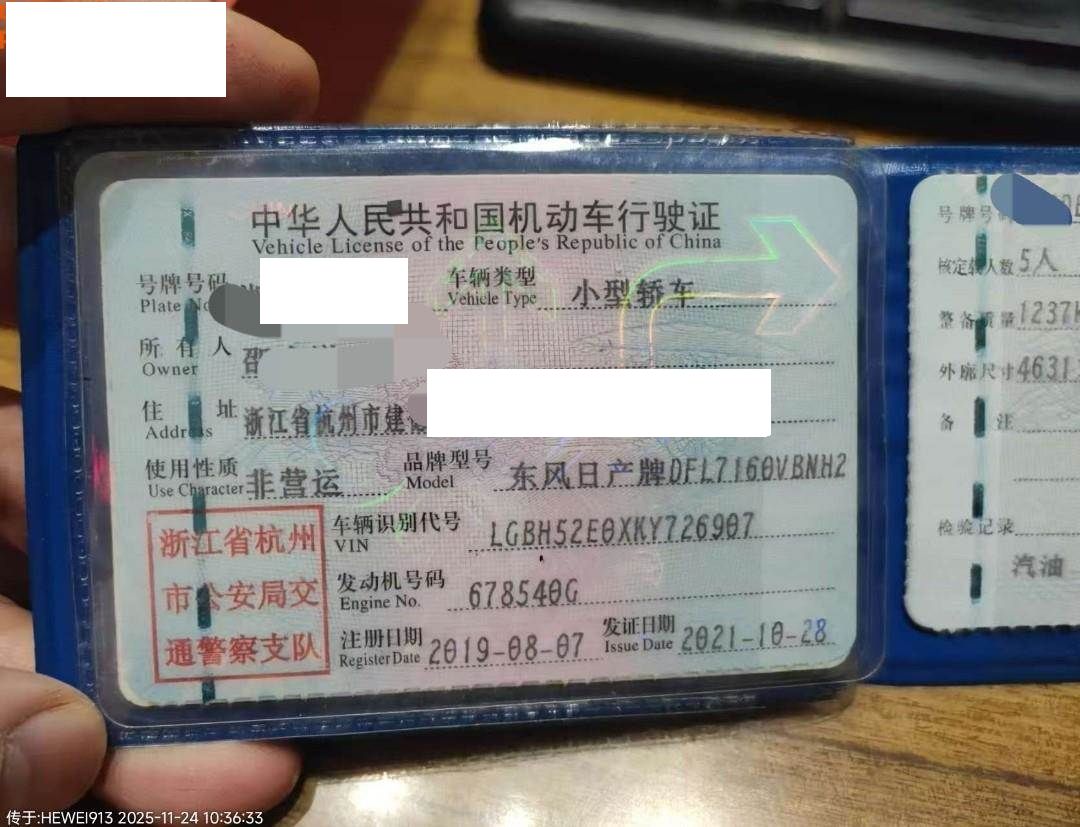 中华人民共和国机动车行驶证
Vehicle License of the People's Republic of China
号牌号码
Plate No.
车辆类型 小型轿车
Vehicle Type
所有人 邵
Owner
住址 浙江省杭州市建
Address
使用性质 非营运
Use Character
品牌型号 东风日产牌DFL7160VBNH2
Model
浙江省杭州
市公安局交
通警察支队
车辆识别代号 LGBH52E0XKY726907
VIN
发动机号码 678540G
Engine No.
注册日期 2019-08-07
Register Date
发证日期 2021-10-28
Issue Date
号牌号码
核定载人数 5人
整备质量 1237k
外廓尺寸 4631
备注
检验记录
汽油
传于:HEWEI913 2025-11-24 10:36:33